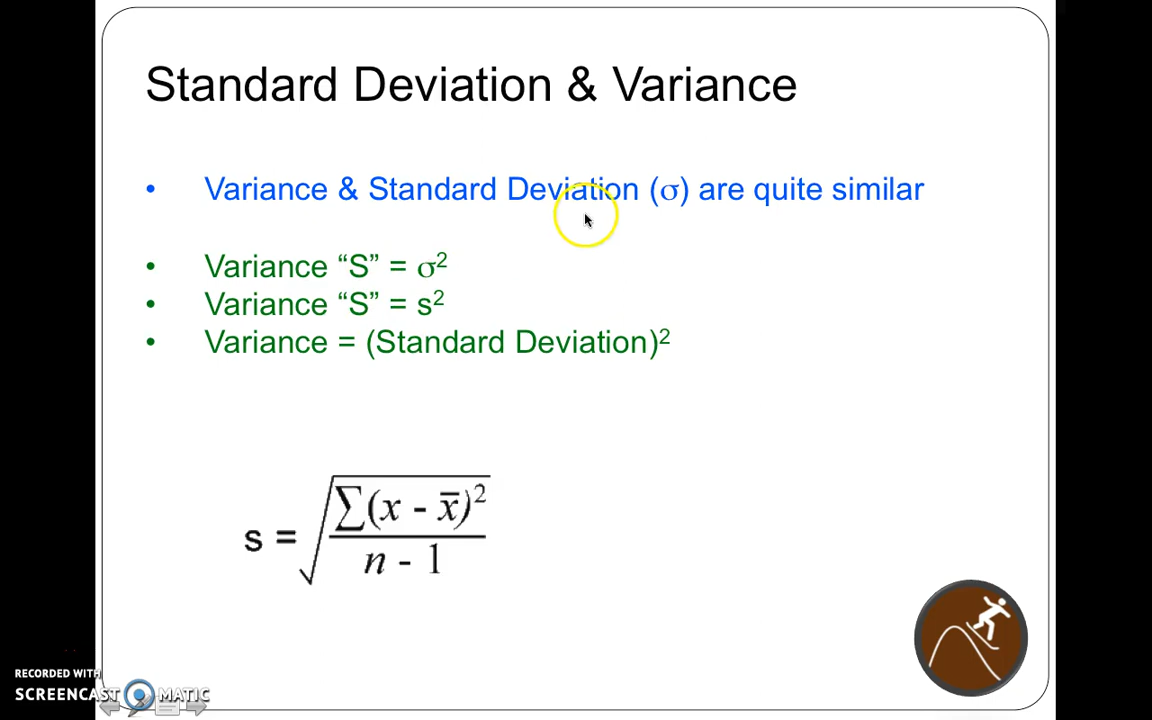 Standard Deviation & Variance
• Variance & Standard Deviation (σ) are quite similar
• Variance “S” = σ²
• Variance “S” = s²
• Variance = (Standard Deviation)²
s = √(∑(x - x̅)² / n - 1)
RECORDED WITH
SCREENCAST MATIC